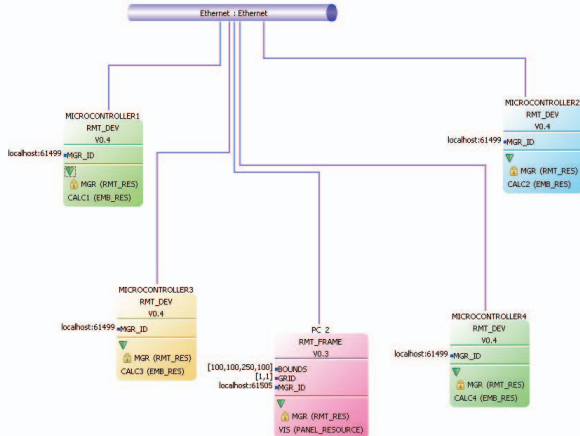 Ethernet : Ethernet
MICROCONTROLLER1
RMT_DEV
V0.4
localhost:61499 MGR_ID
MGR (RMT_RES)
CALC1 (EMB_RES)
MICROCONTROLLER2
RMT_DEV
V0.4
localhost:61499 MGR_ID
MGR (RMT_RES)
CALC2 (EMB_RES)
MICROCONTROLLER3
RMT_DEV
V0.4
localhost:61499 MGR_ID
MGR (RMT_RES)
CALC3 (EMB_RES)
PC_2
RMT_FRAME
V0.3
[100,100,250,100] BOUNDS
[1,1] GRID
localhost:61505 MGR_ID
MGR (RMT_RES)
VIS (PANEL_RESOURCE)
MICROCONTROLLER4
RMT_DEV
V0.4
localhost:61499 MGR_ID
MGR (RMT_RES)
CALC4 (EMB_RES)